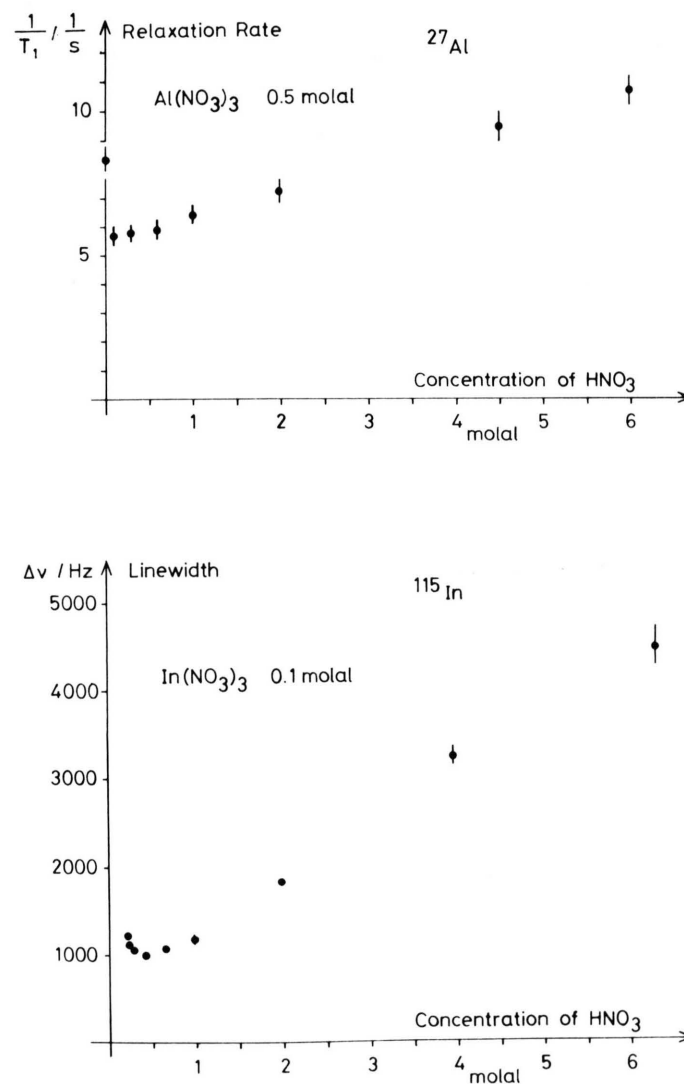 1/T₁ / 1/s Relaxation Rate
²⁷Al
Al(NO₃)₃ 0.5 molal
10
5
Concentration of HNO₃
1 2 3 4 5 6
molal
Δν / Hz Linewidth
¹¹⁵In
5000
In(NO₃)₃ 0.1 molal
4000
3000
2000
1000
Concentration of HNO₃
1 2 3 4 5 6
molal